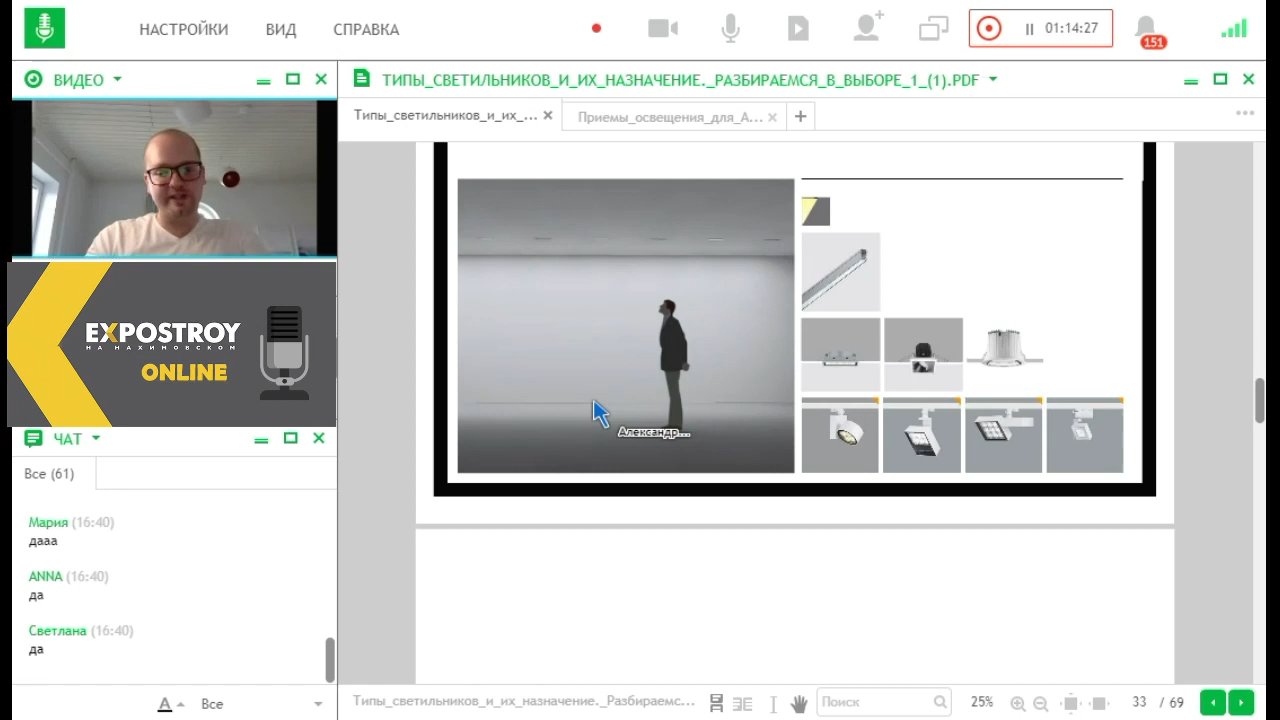 НАСТРОЙКИ ВИД СПРАВКА
01:14:27
151
ВИДЕО
ТИПЫ_СВЕТИЛЬНИКОВ_И_ИХ_НАЗНАЧЕНИЕ._РАЗБИРАЕМСЯ_В_ВЫБОРЕ_1_(1).PDF
Типы_светильников_и_их_...
Приемы_освещения_для_А...
EXPOSTROY
НА НАХИМОВСКОМ
ONLINE
Александр...
ЧАТ
Все (61)
Мария (16:40)
дааа
ANNA (16:40)
да
Светлана (16:40)
да
A Все
Типы_светильников_и_их_назначение._Разбираемс...
Поиск
25%
33 / 69